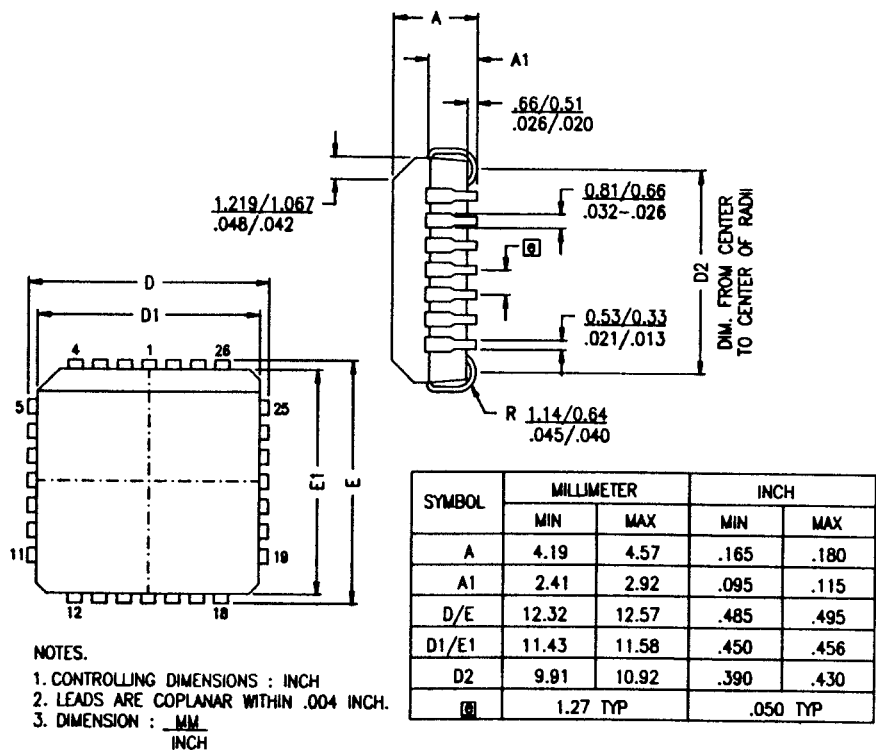 A
A1
.66/0.51
.026/.020
1.219/1.067
.048/.042
0.81/0.66
.032-.026
e
D2
DIM. FROM CENTER
TO CENTER OF RADII
0.53/0.33
.021/.013
R 1.14/0.64
.045/.040
D
D1
4 1 26
5 25
E1
E
11 19
12 18
SYMBOL MILLIMETER INCH
MIN MAX MIN MAX
A 4.19 4.57 .165 .180
A1 2.41 2.92 .095 .115
D/E 12.32 12.57 .485 .495
D1/E1 11.43 11.58 .450 .456
D2 9.91 10.92 .390 .430
e 1.27 TYP .050 TYP
NOTES.
1. CONTROLLING DIMENSIONS : INCH
2. LEADS ARE COPLANAR WITHIN .004 INCH.
3. DIMENSION : MM
INCH